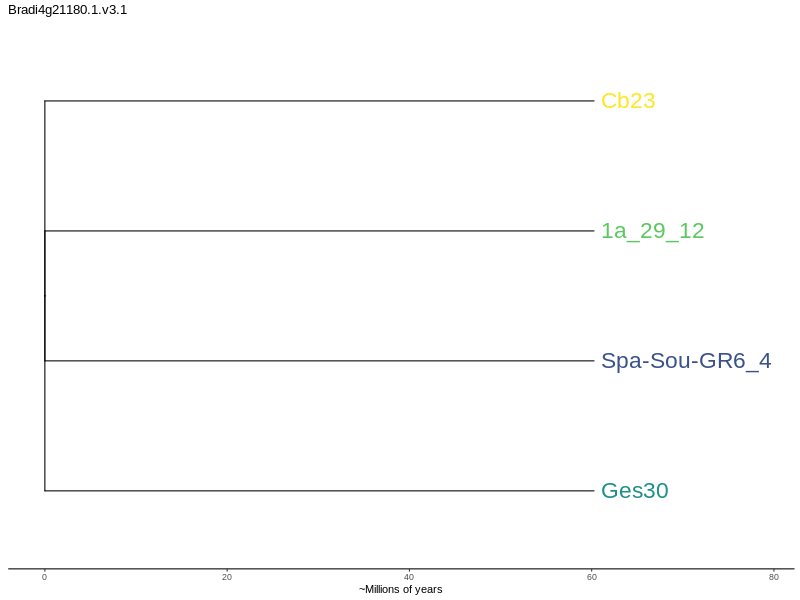 Bradi4g21180.1.v3.1
Cb23
1a_29_12
Spa-Sou-GR6_4
Ges30
0 20 40 60 80
~Millions of years